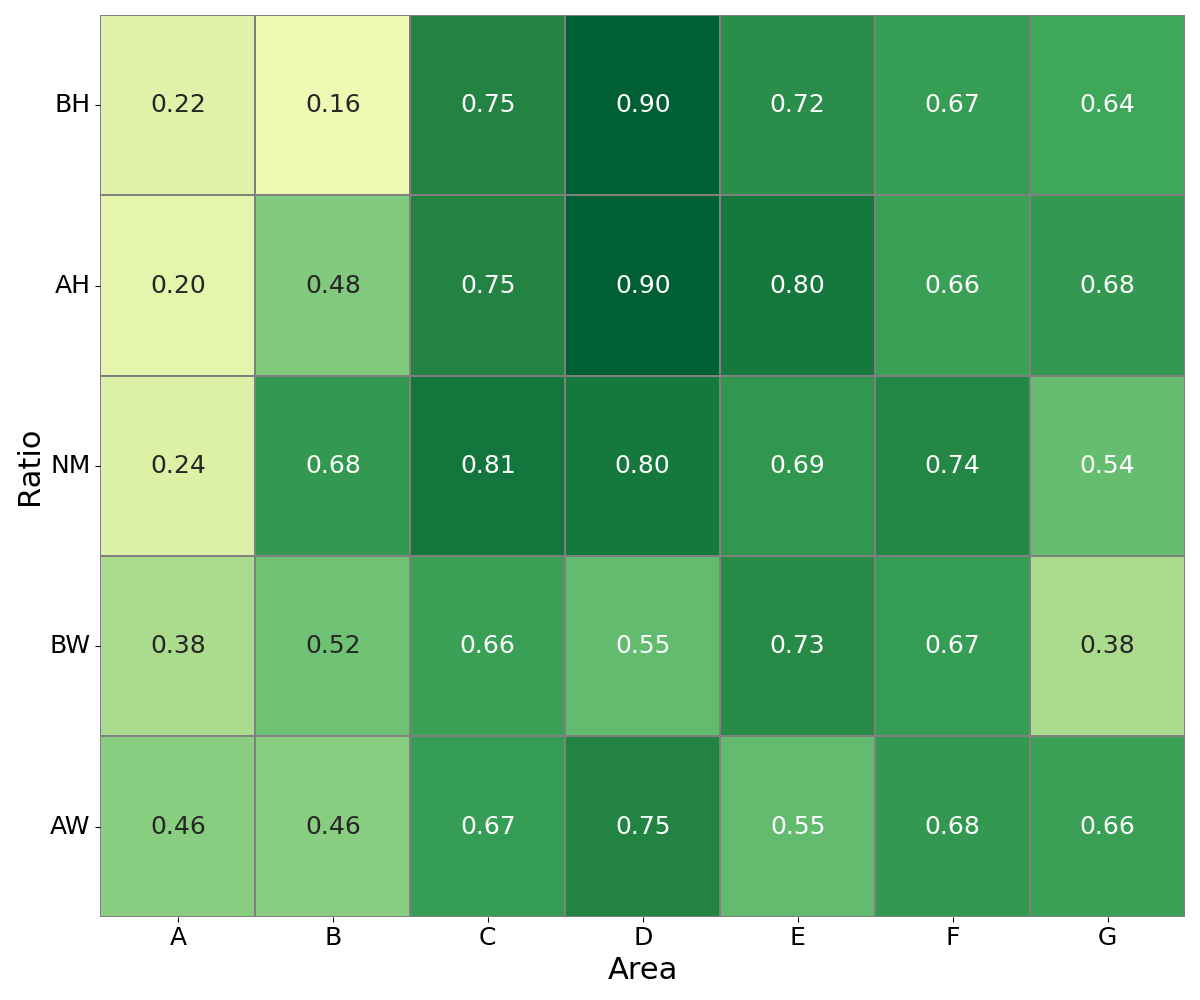 BH 0.22 0.16 0.75 0.90 0.72 0.67 0.64
AH 0.20 0.48 0.75 0.90 0.80 0.66 0.68
NM 0.24 0.68 0.81 0.80 0.69 0.74 0.54
BW 0.38 0.52 0.66 0.55 0.73 0.67 0.38
AW 0.46 0.46 0.67 0.75 0.55 0.68 0.66
A B C D E F G
Area
Ratio